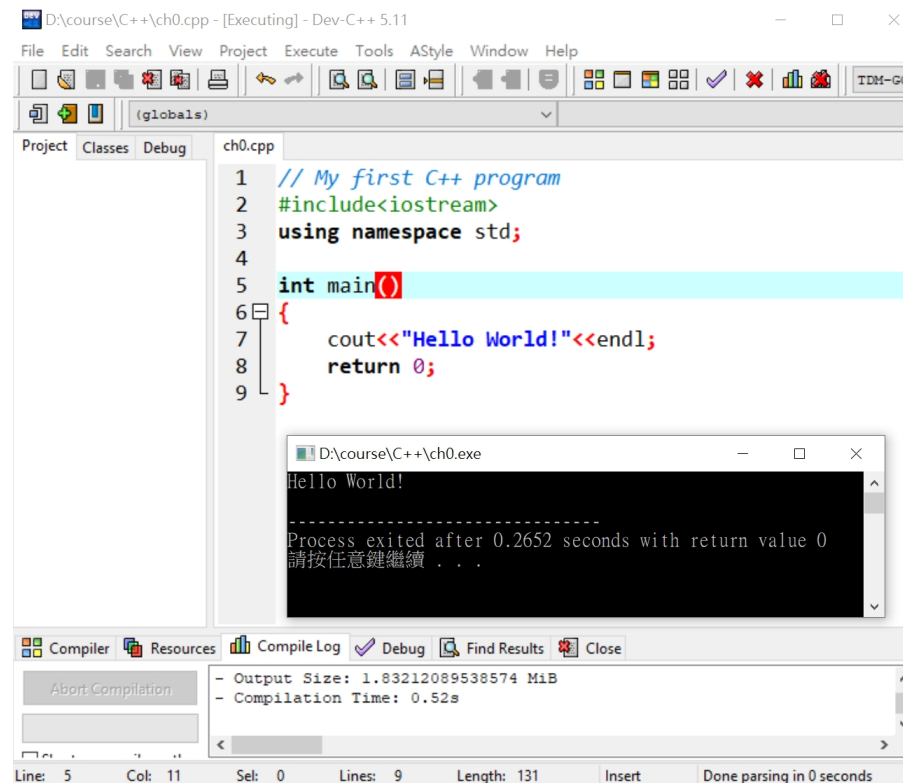 D:\course\C++\ch0.cpp - [Executing] - Dev-C++ 5.11
File Edit Search View Project Execute Tools AStyle Window Help
(globals)
Project Classes Debug ch0.cpp
1 // My first C++ program
2 #include<iostream>
3 using namespace std;
4
5 int main()
6 {
7 cout<<"Hello World!"<<endl;
8 return 0;
9 }
D:\course\C++\ch0.exe
Hello World!
--------------------------------
Process exited after 0.2652 seconds with return value 0
請按任意鍵繼續 . . .
Compiler Resources Compile Log Debug Find Results Close
Abort Compilation
- Output Size: 1.83212089538574 MiB
- Compilation Time: 0.52s
Line: 5 Col: 11 Sel: 0 Lines: 9 Length: 131 Insert Done parsing in 0 seconds